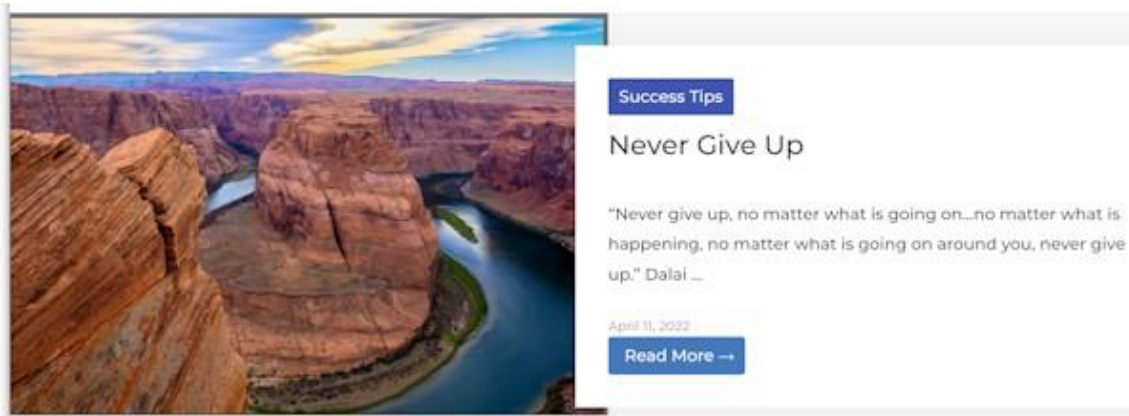 Success Tips
Never Give Up
“Never give up, no matter what is going on...no matter what is
happening, no matter what is going on around you, never give
up.” Dalai ...
April 11, 2022
Read More →